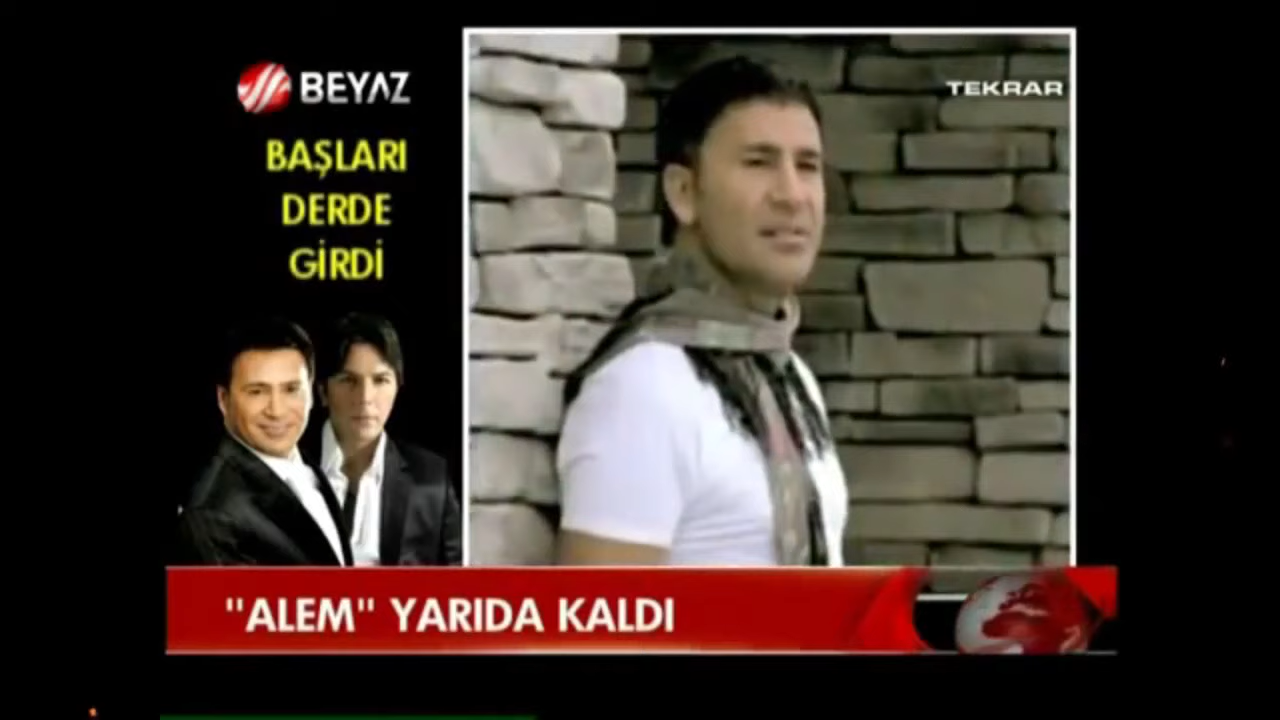 BEYAZ
TEKRAR
BAŞLARI
DERDE
GİRDİ
"ALEM" YARIDA KALDI